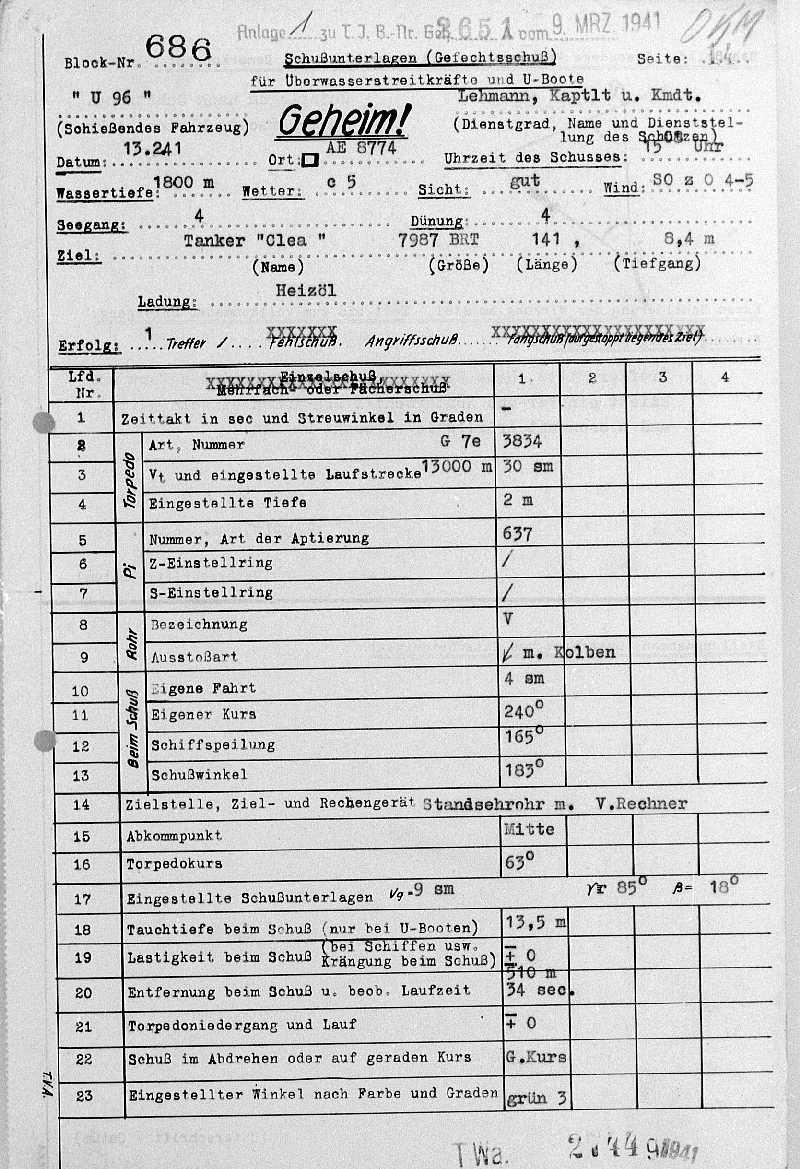 Anlage 1 zu T.J.B.-Nr. Geh. 2651 A vom 9. MRZ. 1941 OKM
Block-Nr. 686 Schußunterlagen (Gefechtsschuß) Seite: 14
für Überwasserstreitkräfte und U-Boote
" U 96 " Geheim! Lehmann, Kaptlt u. Kmdt.
(Schießendes Fahrzeug) (Dienstgrad, Name und Dienststel-
lung des Schützen)
Datum: 13.241 Ort: AE 8774 Uhrzeit des Schusses: 15 Uhr
Wassertiefe: 1800 m Wetter: c 5 Sicht: gut Wind: SO z O 4-5
Seegang: 4 Dünung: 4
Ziel: Tanker "Clea " 7987 BRT 141 , 8,4 m
(Name) (Größe) (Länge) (Tiefgang)
Ladung: Heizöl
Erfolg: 1 Treffer / Fehlschuß. Angriffsschuß Fangschuß (auf gestoppt liegendes Ziel)
Lfd. Nr. Einzelschuß, Mehrfach- oder Fächerschuß 1 2 3 4
1 Zeittakt in sec und Streuwinkel in Graden -
Torpedo
2 Art, Nummer G 7e 3834
3 Vt und eingestellte Laufstrecke 13000 m 30 sm
4 Eingestellte Tiefe 2 m
Pi
5 Nummer, Art der Aptierung 637
6 Z-Einstellring /
7 S-Einstellring /
Rohr
8 Bezeichnung V
9 Ausstoßart m. Kolben
Beim Schuß
10 Eigene Fahrt 4 sm
11 Eigener Kurs 240°
12 Schiffspeilung 165°
13 Schußwinkel 183°
14 Zielstelle, Ziel- und Rechengerät Standsehrohr m. V.Rechner
15 Abkommpunkt Mitte
16 Torpedokurs 63°
17 Eingestellte Schußunterlagen Vg = 9 sm γr 85° β= 18°
18 Tauchtiefe beim Schuß (nur bei U-Booten) 13,5 m
19 Lastigkeit beim Schuß (bei Schiffen usw. Krängung beim Schuß) ∓ 0
20 Entfernung beim Schuß u. beob. Laufzeit 510 m 34 sec.
21 Torpedoniedergang und Lauf ∓ 0
22 Schuß im Abdrehen oder auf geraden Kurs G.Kurs
23 Eingestellter Winkel nach Farbe und Graden grün 3
T.V.A.
T Wa. 1941